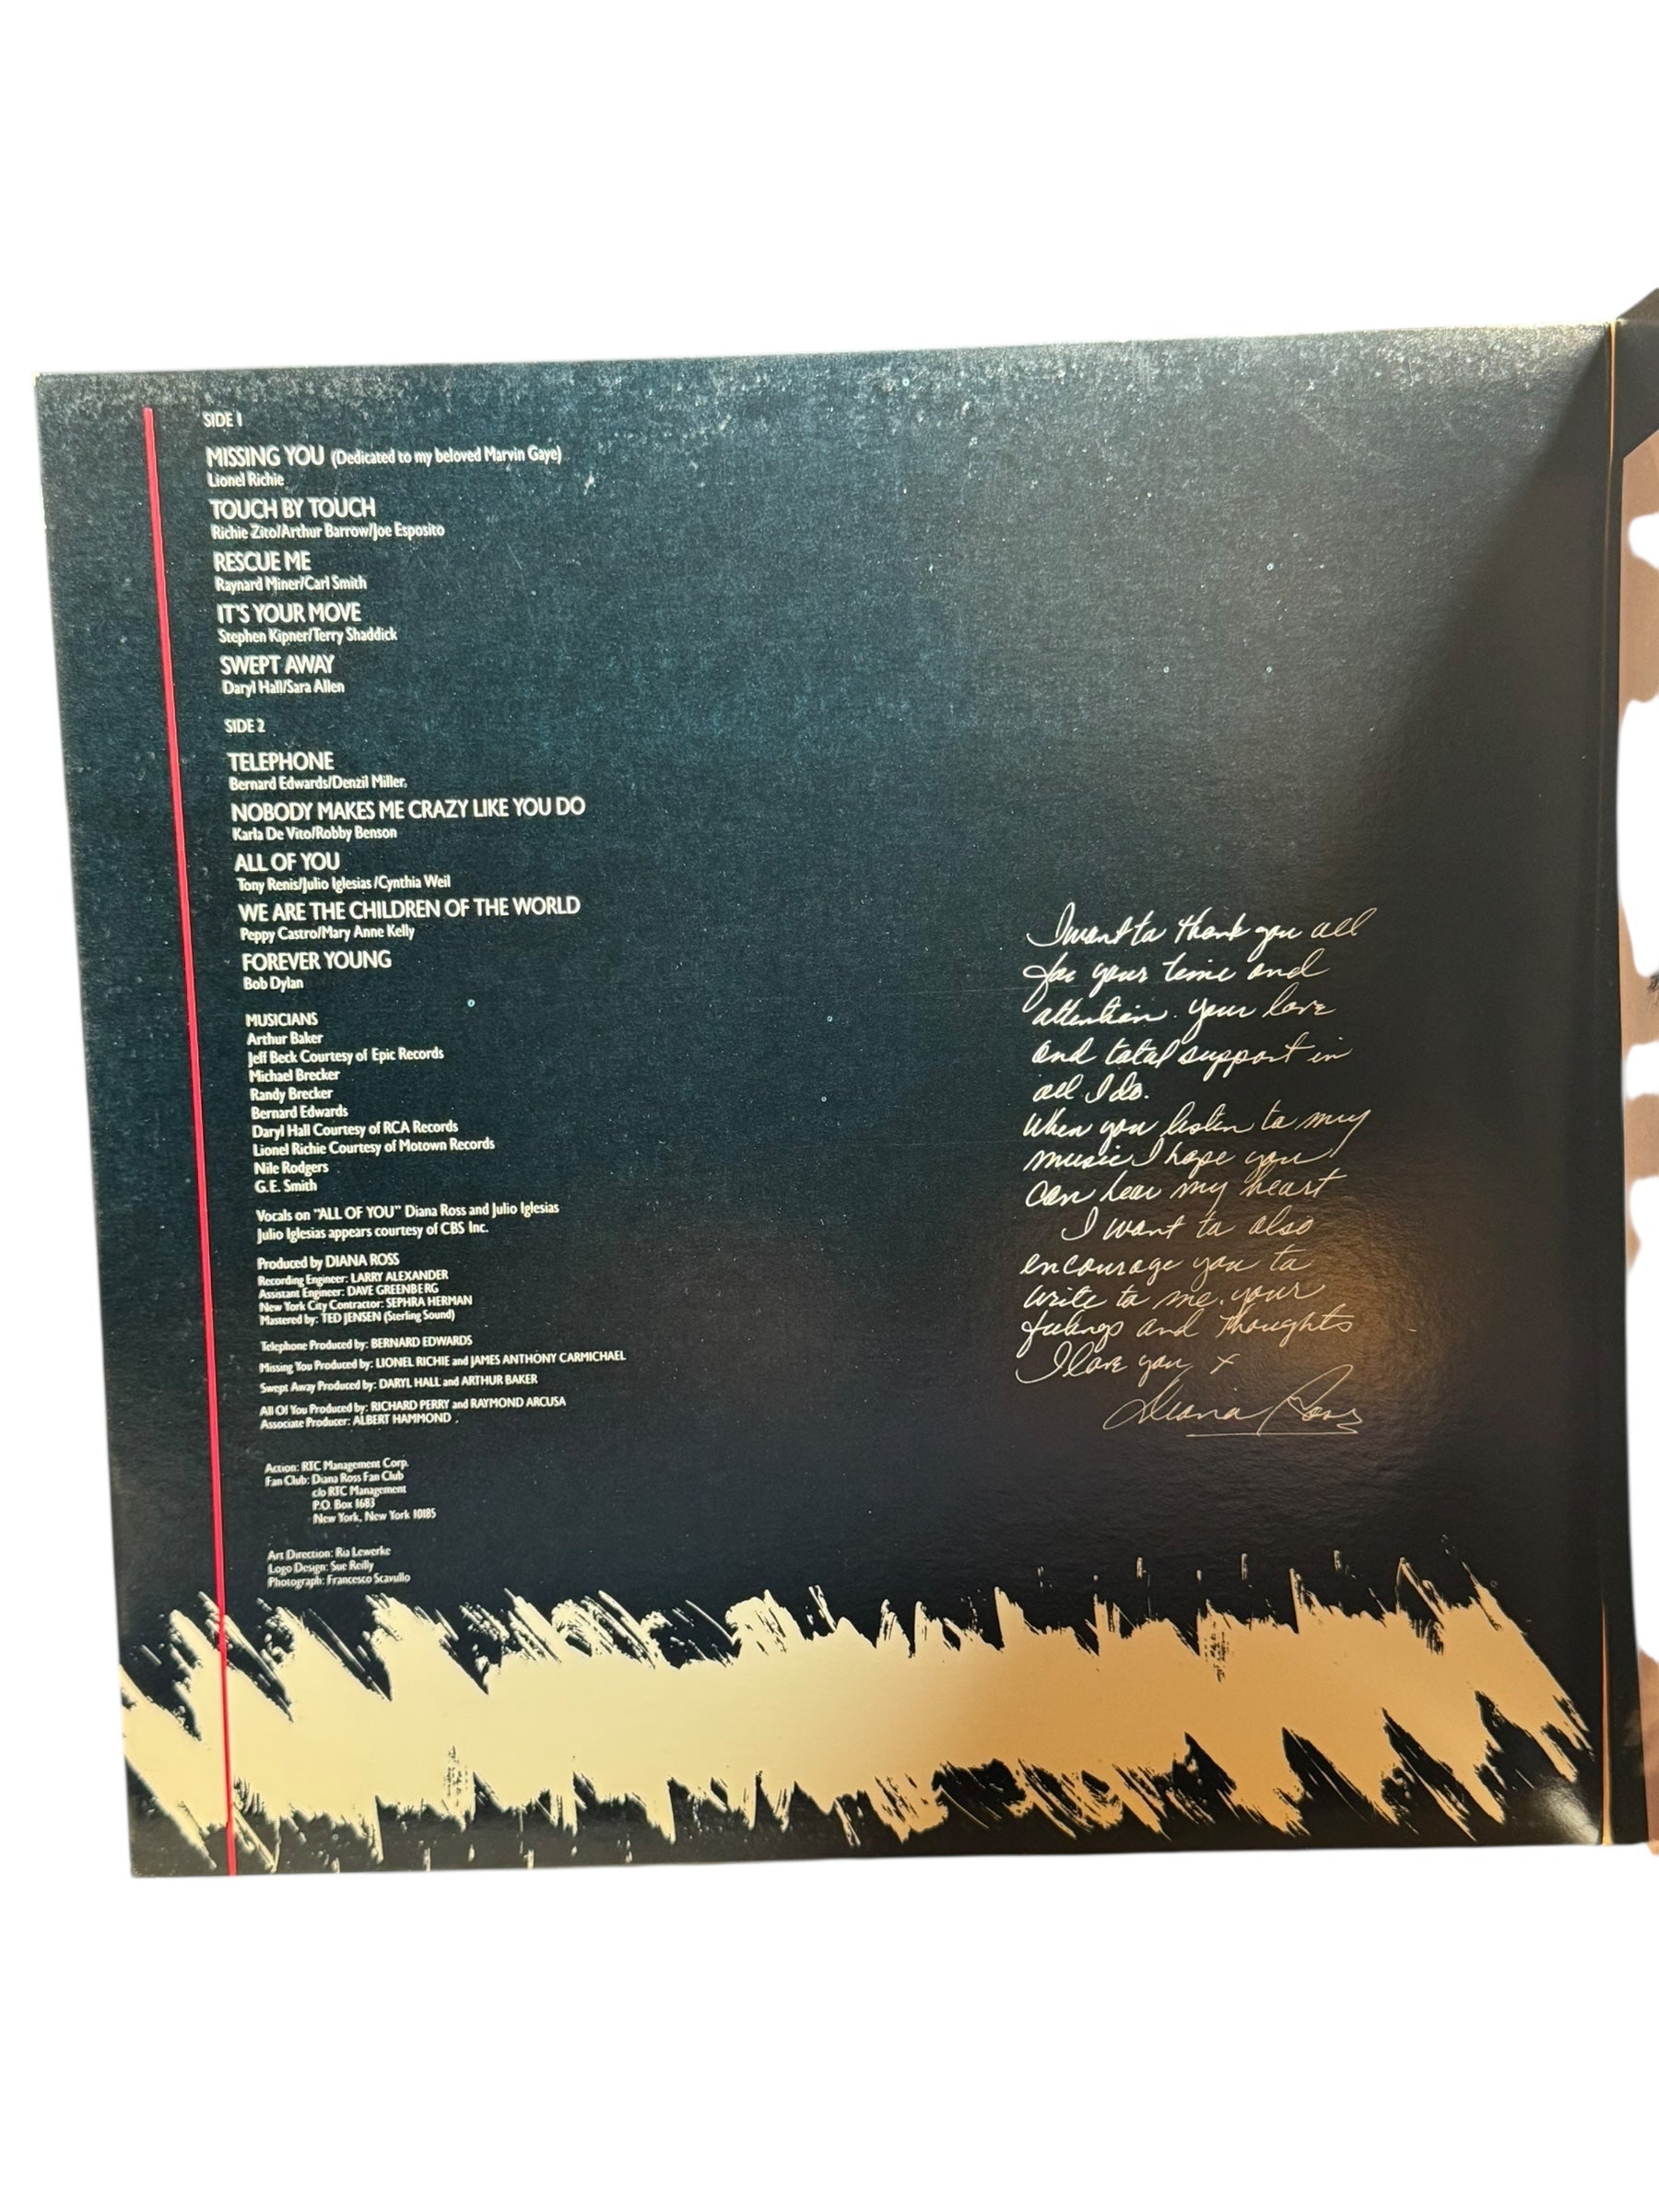 SIDE 1
MISSING YOU (Dedicated to my beloved Marvin Gaye)
Lionel Richie
TOUCH BY TOUCH
Richie Zito/Arthur Barrow/Joe Esposito
RESCUE ME
Raynard Miner/Carl Smith
IT'S YOUR MOVE
Stephen Kipner/Terry Shaddick
SWEPT AWAY
Daryl Hall/Sara Allen
SIDE 2
TELEPHONE
Bernard Edwards/Denzil Miller,
NOBODY MAKES ME CRAZY LIKE YOU DO
Karla De Vito/Robby Benson
ALL OF YOU
Tony Renis/Julio Iglesias/Cynthia Weil
WE ARE THE CHILDREN OF THE WORLD
Peppy Castro/Mary Anne Kelly
FOREVER YOUNG
Bob Dylan
MUSICIANS
Arthur Baker
Jeff Beck Courtesy of Epic Records
Michael Brecker
Randy Brecker
Bernard Edwards
Daryl Hall Courtesy of RCA Records
Lionel Richie Courtesy of Motown Records
Nile Rodgers
G.E. Smith
Vocals on "ALL OF YOU" Diana Ross and Julio Iglesias
Julio Iglesias appears courtesy of CBS Inc.
Produced by DIANA ROSS
Recording Engineer: LARRY ALEXANDER
Assistant Engineer: DAVE GREENBERG
New York City Contractor: SEPHRA HERMAN
Mastered by: TED JENSEN (Sterling Sound)
Telephone Produced by: BERNARD EDWARDS
Missing You Produced by: LIONEL RICHIE and JAMES ANTHONY CARMICHAEL
Swept Away Produced by: DARYL HALL and ARTHUR BAKER
All Of You Produced by: RICHARD PERRY and RAYMOND ARCUSA
Associate Producer: ALBERT HAMMOND
Action: RTC Management Corp.
Fan Club: Diana Ross Fan Club
c/o RTC Management
P.O. Box 1683
New York, New York 10185
Art Direction: Ria Lewerke
Logo Design: Sue Reilly
Photograph: Francesco Scavullo
I want to thank you all
for your time and
attention. Your love
and total support in
all I do.
When you listen to my
music I hope you
can hear my heart
I want to also
encourage you to
write to me. your
feelings and thoughts
I love you x
Diana Ross